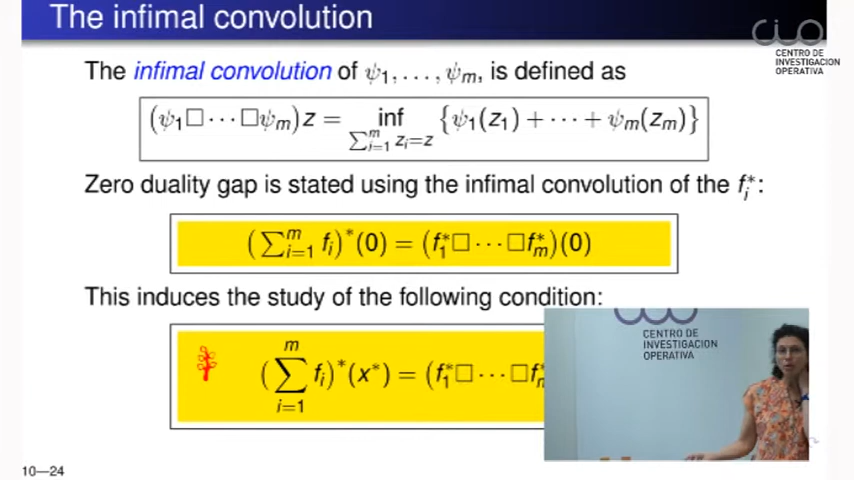 The infimal convolution
CIO
CENTRO DE
INVESTIGACION
OPERATIVA
The infimal convolution of ψ₁, . . . , ψₘ, is defined as
(ψ₁□ · · · □ψₘ)z = inf_{∑ᵢ₌₁ᵐ zᵢ=z} {ψ₁(z₁) + · · · + ψₘ(zₘ)}
Zero duality gap is stated using the infimal convolution of the fᵢ*:
(∑ᵢ₌₁ᵐ fᵢ)*(0) = (f₁*□ · · · □fₘ*)(0)
This induces the study of the following condition:
(∑ᵢ₌₁ᵐ fᵢ)*(x*) = (f₁*□ · · · □f
CENTRO DE
INVESTIGACION
OPERATIVA
10—24